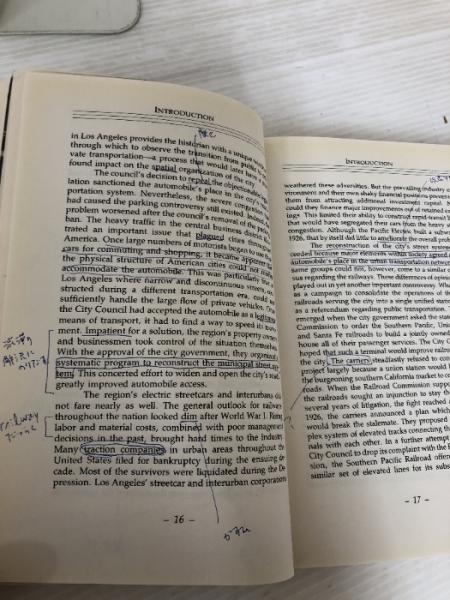 INTRODUCTION
in Los Angeles provides the historian with a unique
through which to observe the transition from
vate transportation—a process that would later have
found impact on the spatial organization of the city.
The council's decision to repeal the
lation sanctioned the automobile's place in the
portation system. Nevertheless, the severe
had caused the parking controversy still existed. Indeed, the
problem worsened after the council's removal of the
ban. The heavy traffic in the central business district
trated an important issue that plagued cities throughout
America. Once large numbers of motorists began to use their
cars for commuting and shopping, it became apparent that
the physical structure of American cities could not
accommodate the automobile. This was particularly true in
Los Angeles where narrow and discontinuous streets,
structed during a different transportation era, could not
sufficiently handle the large flow of private vehicles. Once
the City Council had accepted the automobile as a legitimate
means of transport, it had to find a way to speed its
ment. Impatient for a solution, the region's property owners
and businessmen took control of the situation themselves.
With the approval of the city government, they organized a
systematic program to reconstruct the municipal street
tem. This concerted effort to widen and open the city's streets
greatly improved automobile access.
The region's electric streetcars and interurbans did
not fare nearly as well. The general outlook for railways
throughout the nation looked dim after World War I.
labor and material costs, combined with poor management
decisions in the past, brought hard times to the industry.
Many traction companies in urban areas throughout the
United States filed for bankruptcy during the ensuing
cade. Most of the survivors were liquidated during the De-
pression. Los Angeles' streetcar and interurban corporations
– 16 –
INTRODUCTION
weathered these adversities. But the prevailing industry
vironment and their own shaky financial positions
them from attracting additional investment capital.
could they finance major improvements out of retained
ings. This limited their ability to construct rapid transit
that would have segregated their cars from the heavy
congestion. Although the Pacific Electric built a subway
1926, that by itself did little to ameliorate the overall
The reconstruction of the city's street system
ceeded because major elements within society agreed
automobile's place in the urban transportation
same groups could not, however, come to a similar
us regarding the railways. These differences of opinion
played out in yet another important controversy. What
as a campaign to consolidate the operations of the
railroads serving the city into a single unified station
as a referendum regarding public transportation. The
emerged when the city government asked the state
Commission to order the Southern Pacific, Union
and Santa Fe railroads to build a jointly owned
house all of their passenger services. The City
hoped that such a terminal would improve railroad
the city. The carriers steadfastly refused to
project largely because a union station would
the burgeoning southern California market to
roads. When the Railroad Commission
the railroads sought an injunction to stay the
several years of litigation, the fight reached a
1926, the carriers announced a plan which
would break the stalemate. They proposed
plex system of elevated tracks connecting the
nals with each other. In a further attempt
City Council to drop its complaint with the
sion, the Southern Pacific Railroad offered
similar set of elevated lines for its
– 17 –